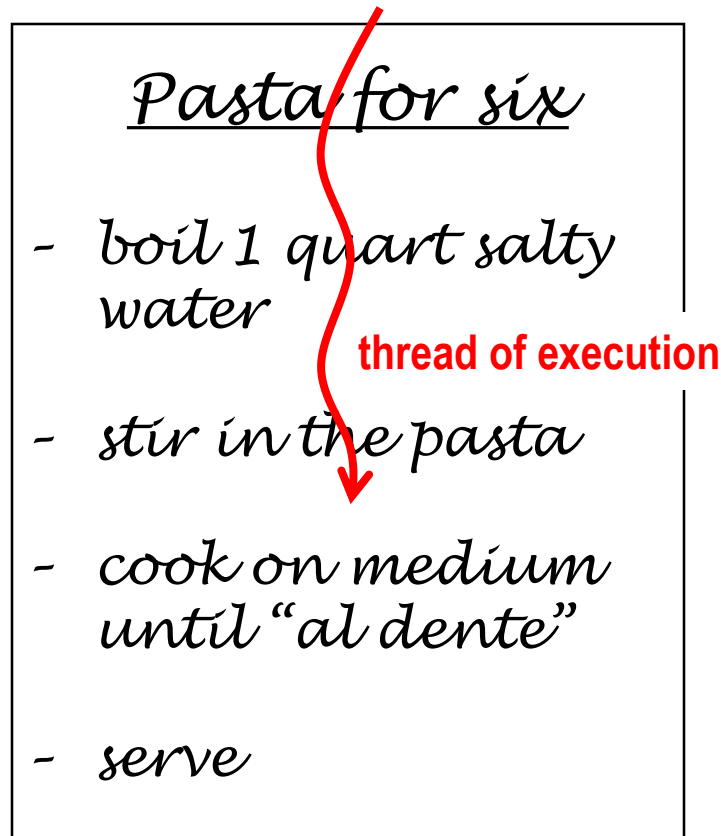 Pasta for six
- boil 1 quart salty
water
thread of execution
- stir in the pasta
- cook on medium
until “al dente”
- serve